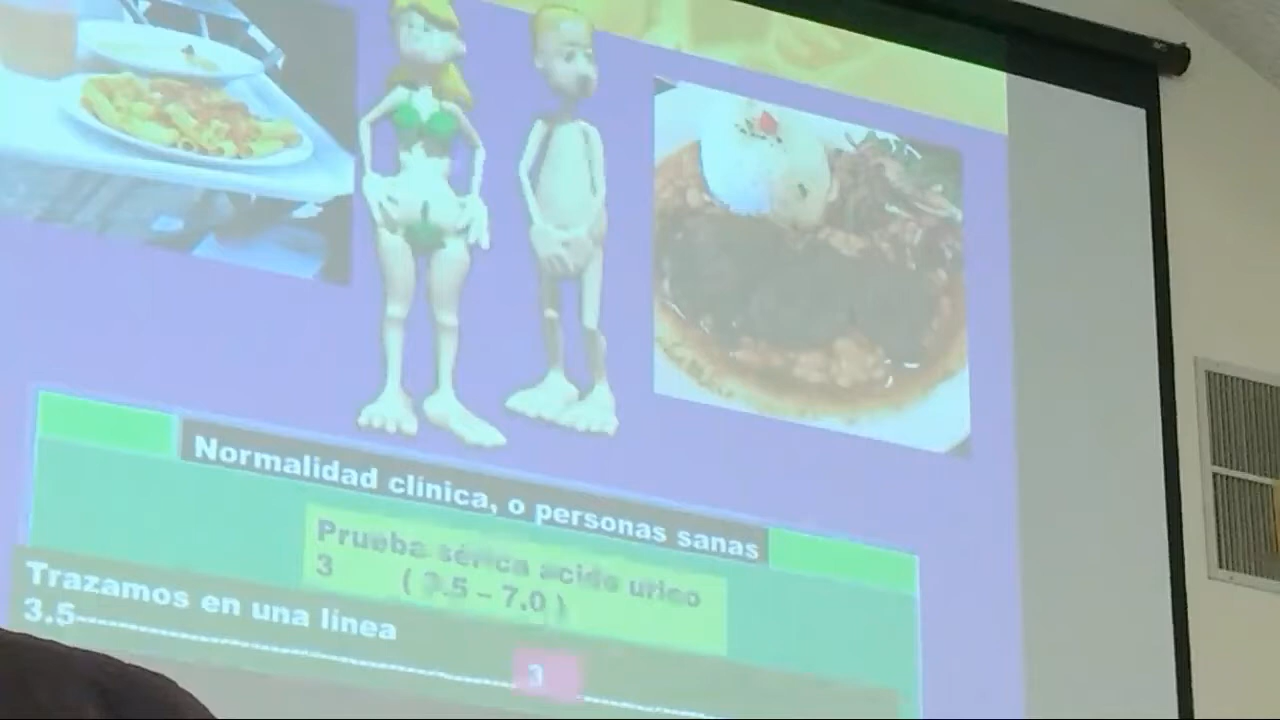 Normalidad clínica, o personas sanas
Prueba sérica acido urico
3 ( 3.5 – 7.0 )
Trazamos en una línea
3.5
3